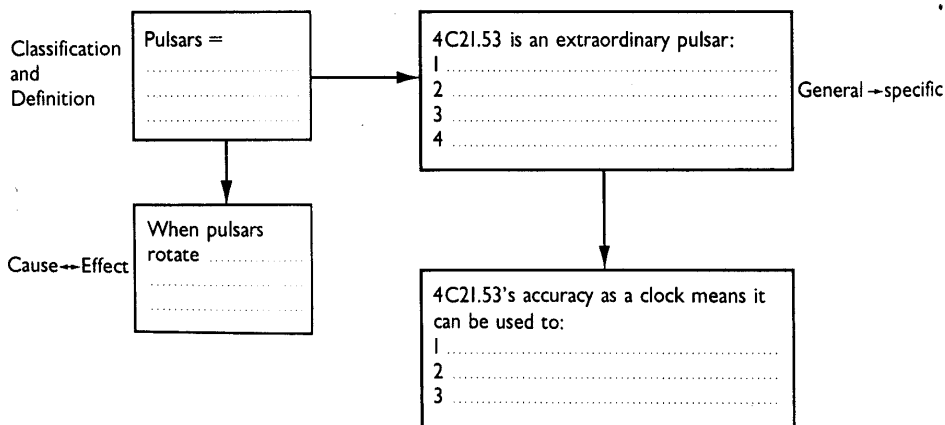 Classification
and
Definition
Pulsars =
4C21.53 is an extraordinary pulsar:
1
2
3
4
General → specific
Cause ↔ Effect
When pulsars
rotate
4C21.53's accuracy as a clock means it
can be used to:
1
2
3